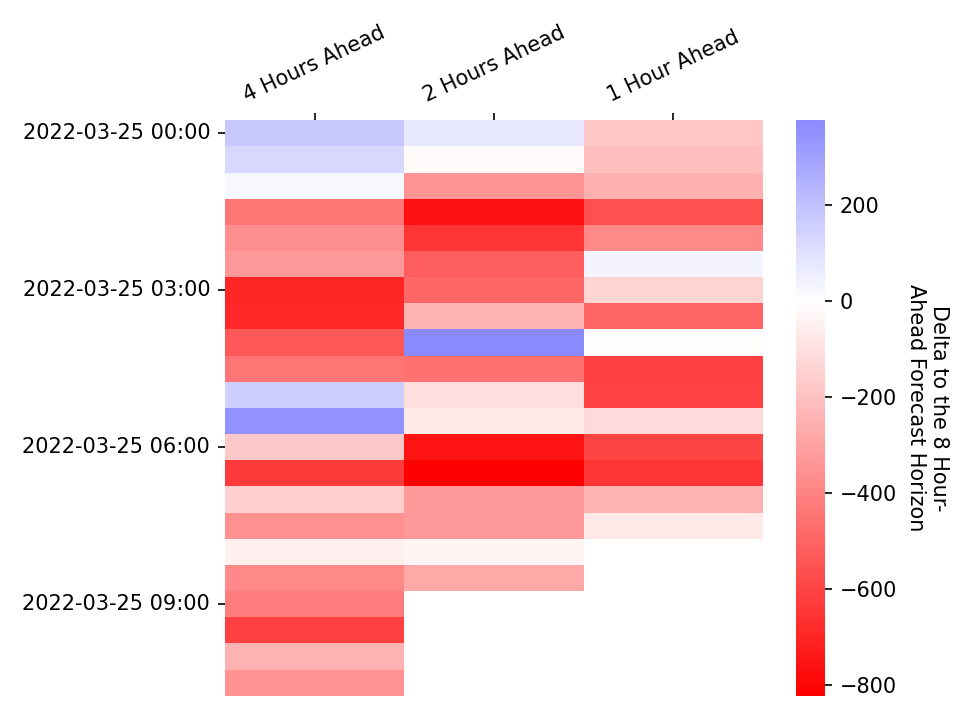 4 Hours Ahead
2 Hours Ahead
1 Hour Ahead
2022-03-25 00:00
2022-03-25 03:00
2022-03-25 06:00
2022-03-25 09:00
200
0
−200
−400
−600
−800
Delta to the 8 Hour-
Ahead Forecast Horizon